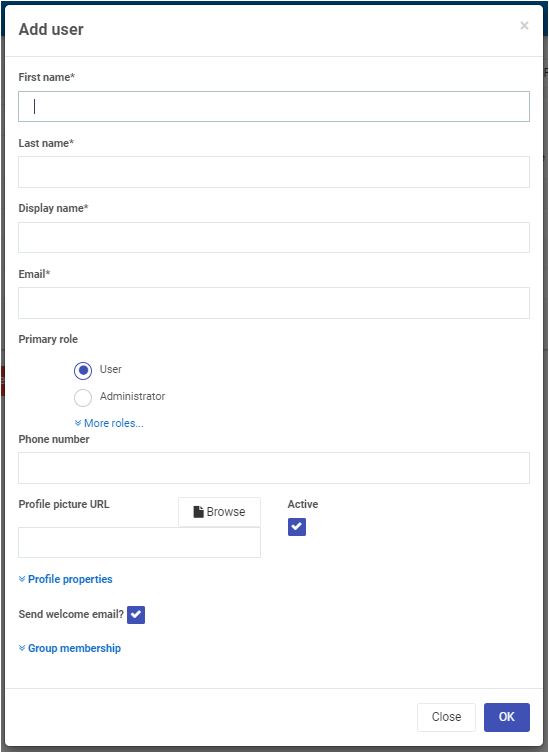 Add user
×
First name*
Last name*
Display name*
Email*
Primary role
User
Administrator
More roles...
Phone number
Profile picture URL Browse Active
Profile properties
Send welcome email?
Group membership
Close OK